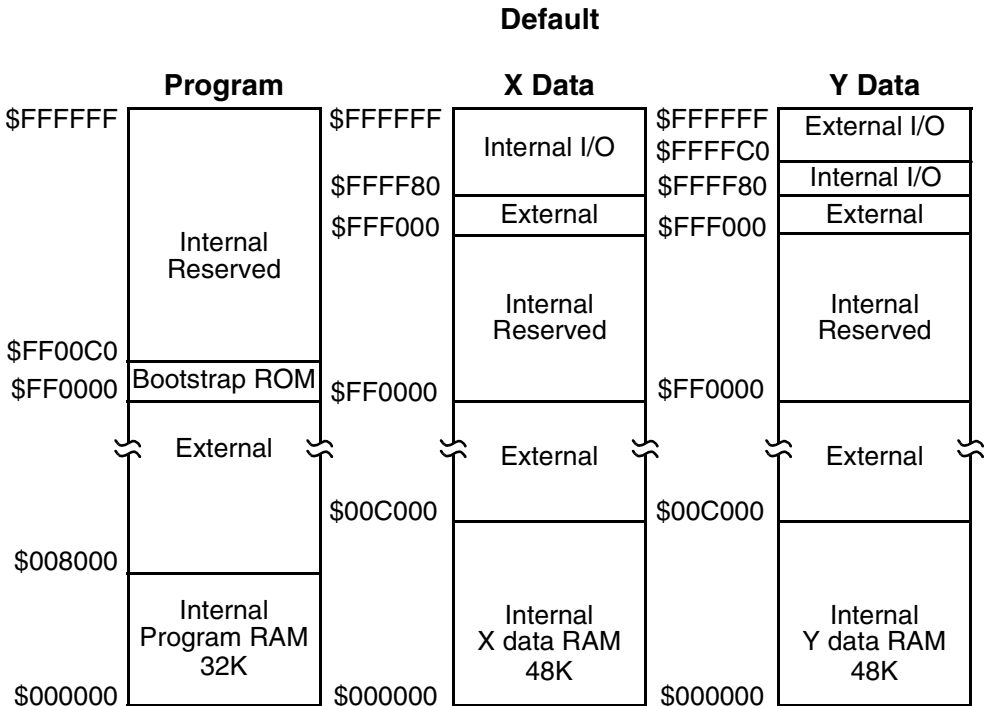 Default
Program
$FFFFFF
Internal
Reserved
$FF00C0
Bootstrap ROM
$FF0000
External
$008000
Internal
Program RAM
32K
$000000
X Data
$FFFFFF
Internal I/O
$FFFF80
External
$FFF000
Internal
Reserved
$FF0000
External
$00C000
Internal
X data RAM
48K
$000000
Y Data
$FFFFFF
External I/O
$FFFFC0
Internal I/O
$FFFF80
External
$FFF000
Internal
Reserved
$FF0000
External
$00C000
Internal
Y data RAM
48K
$000000